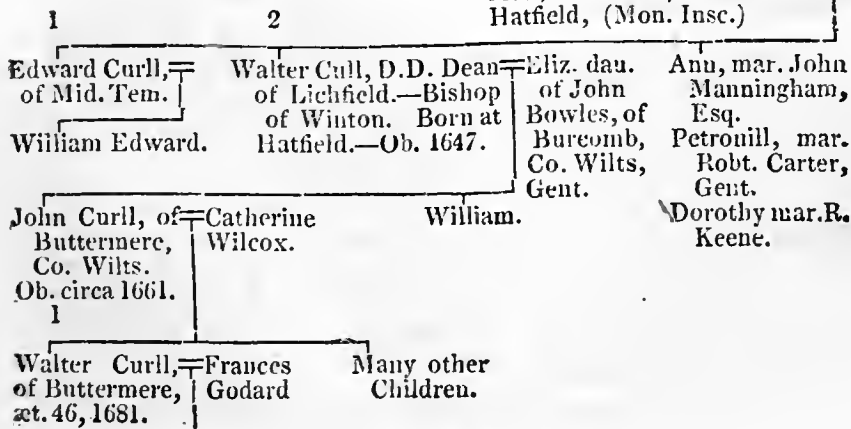 Hatfield, (Mon. Insc.)
1 2
Edward Curll,
of Mid. Tem.
William Edward.
Walter Cull, D.D. Dean
of Lichfield.—Bishop
of Winton. Born at
Hatfield.—Ob. 1647.
Eliz. dau.
of John
Bowles, of
Burcomb,
Co. Wilts,
Gent.
Ann, mar. John
Manningham,
Esq.
Petronill, mar.
Robt. Carter,
Gent.
Dorothy mar. R.
Keene.
John Curll, of
Buttermere,
Co. Wilts.
Ob. circa 1661.
1
Catherine
Wilcox.
William.
Walter Curll,
of Buttermere,
æt. 46, 1681.
Frances
Godard
Many other
Children.